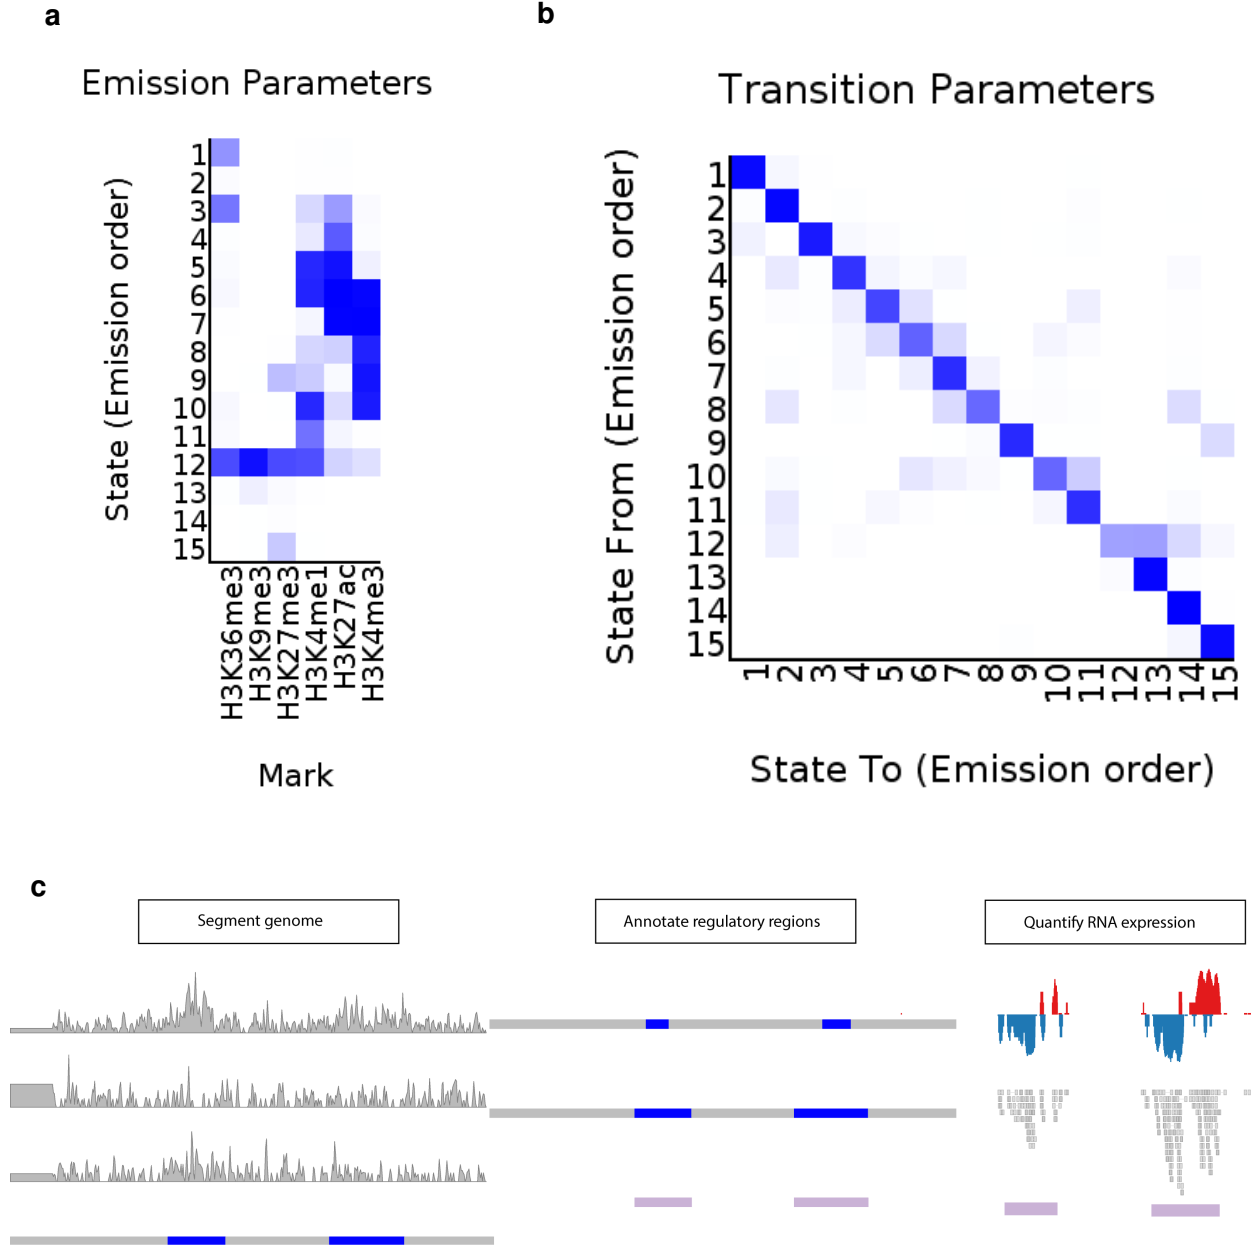 a
Emission Parameters
State (Emission order)
1
2
3
4
5
6
7
8
9
10
11
12
13
14
15
H3K36me3
H3K9me3
H3K27me3
H3K4me1
H3K27ac
H3K4me3
Mark
b
Transition Parameters
State From (Emission order)
1
2
3
4
5
6
7
8
9
10
11
12
13
14
15
1
2
3
4
5
6
7
8
9
10
11
12
13
14
15
State To (Emission order)
c
Segment genome
Annotate regulatory regions
Quantify RNA expression